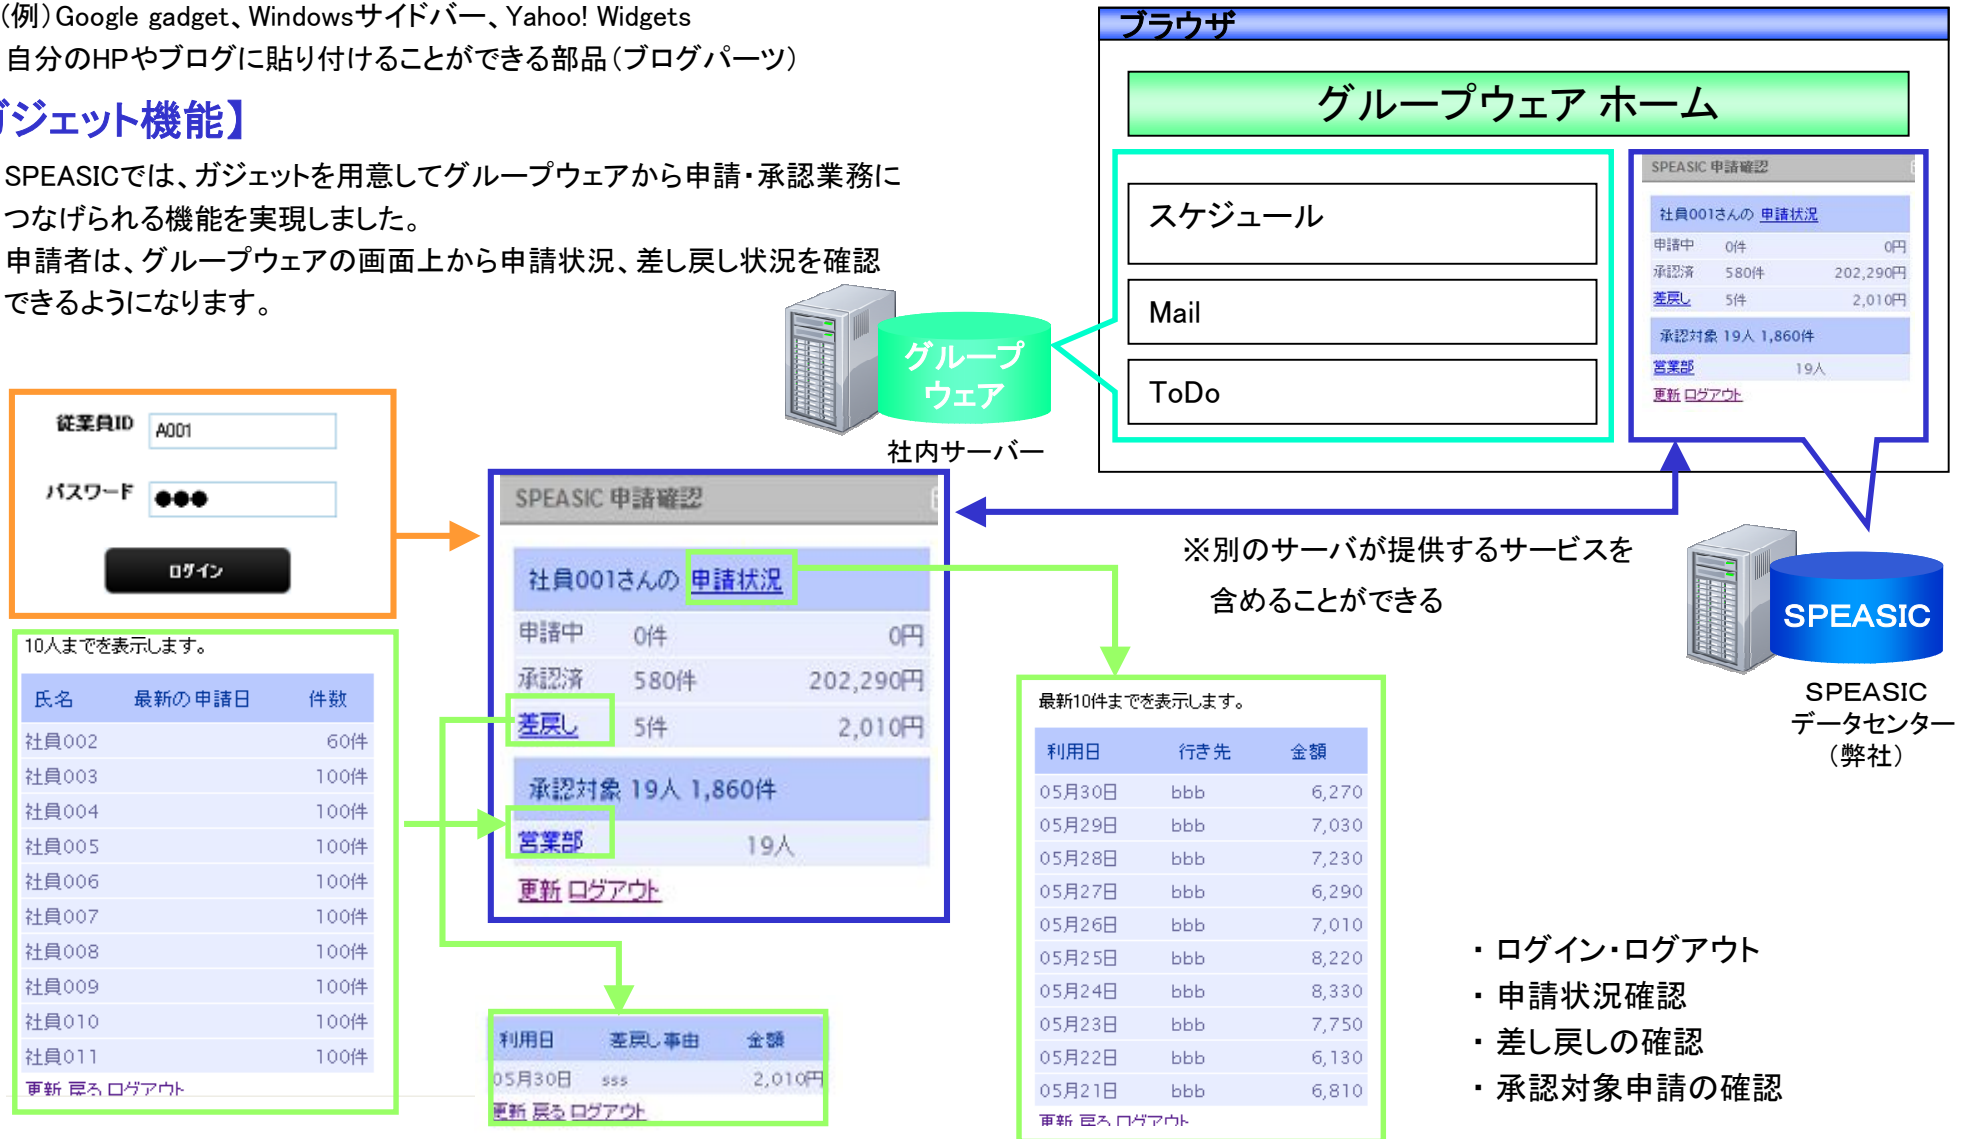 (例)Google gadget、Windowsサイドバー、Yahoo! Widgets
自分のHPやブログに貼り付けることができる部品(ブログパーツ)
ガジェット機能】
SPEASICでは、ガジェットを用意してグループウェアから申請・承認業務に
つなげられる機能を実現しました。
申請者は、グループウェアの画面上から申請状況、差し戻し状況を確認
できるようになります。
ブラウザ
グループウェア ホーム
スケジュール
Mail
ToDo
SPEASIC 申請確認
社員001さんの 申請状況
申請中 0件 0円
承認済 580件 202,290円
差戻し 5件 2,010円
承認対象 19人 1,860件
営業部 19人
更新 ログアウト
グループ
ウェア
社内サーバー
従業員ID A001
パスワード ●●●
ログイン
SPEASIC 申請確認
社員001さんの 申請状況
申請中 0件 0円
承認済 580件 202,290円
差戻し 5件 2,010円
承認対象 19人 1,860件
営業部 19人
更新 ログアウト
※別のサーバが提供するサービスを
含めることができる
SPEASIC
SPEASIC
データセンター
(弊社)
10人までを表示します。
氏名 最新の申請日 件数
社員002 60件
社員003 100件
社員004 100件
社員005 100件
社員006 100件
社員007 100件
社員008 100件
社員009 100件
社員010 100件
社員011 100件
更新 戻る ログアウト
利用日 差戻し事由 金額
05月30日 sss 2,010円
更新 戻る ログアウト
最新10件までを表示します。
利用日 行き先 金額
05月30日 bbb 6,270
05月29日 bbb 7,030
05月28日 bbb 7,230
05月27日 bbb 6,290
05月26日 bbb 7,010
05月25日 bbb 8,220
05月24日 bbb 8,330
05月23日 bbb 7,750
05月22日 bbb 6,130
05月21日 bbb 6,810
更新 戻る ログアウト
・ ログイン・ログアウト
・ 申請状況確認
・ 差し戻しの確認
・ 承認対象申請の確認